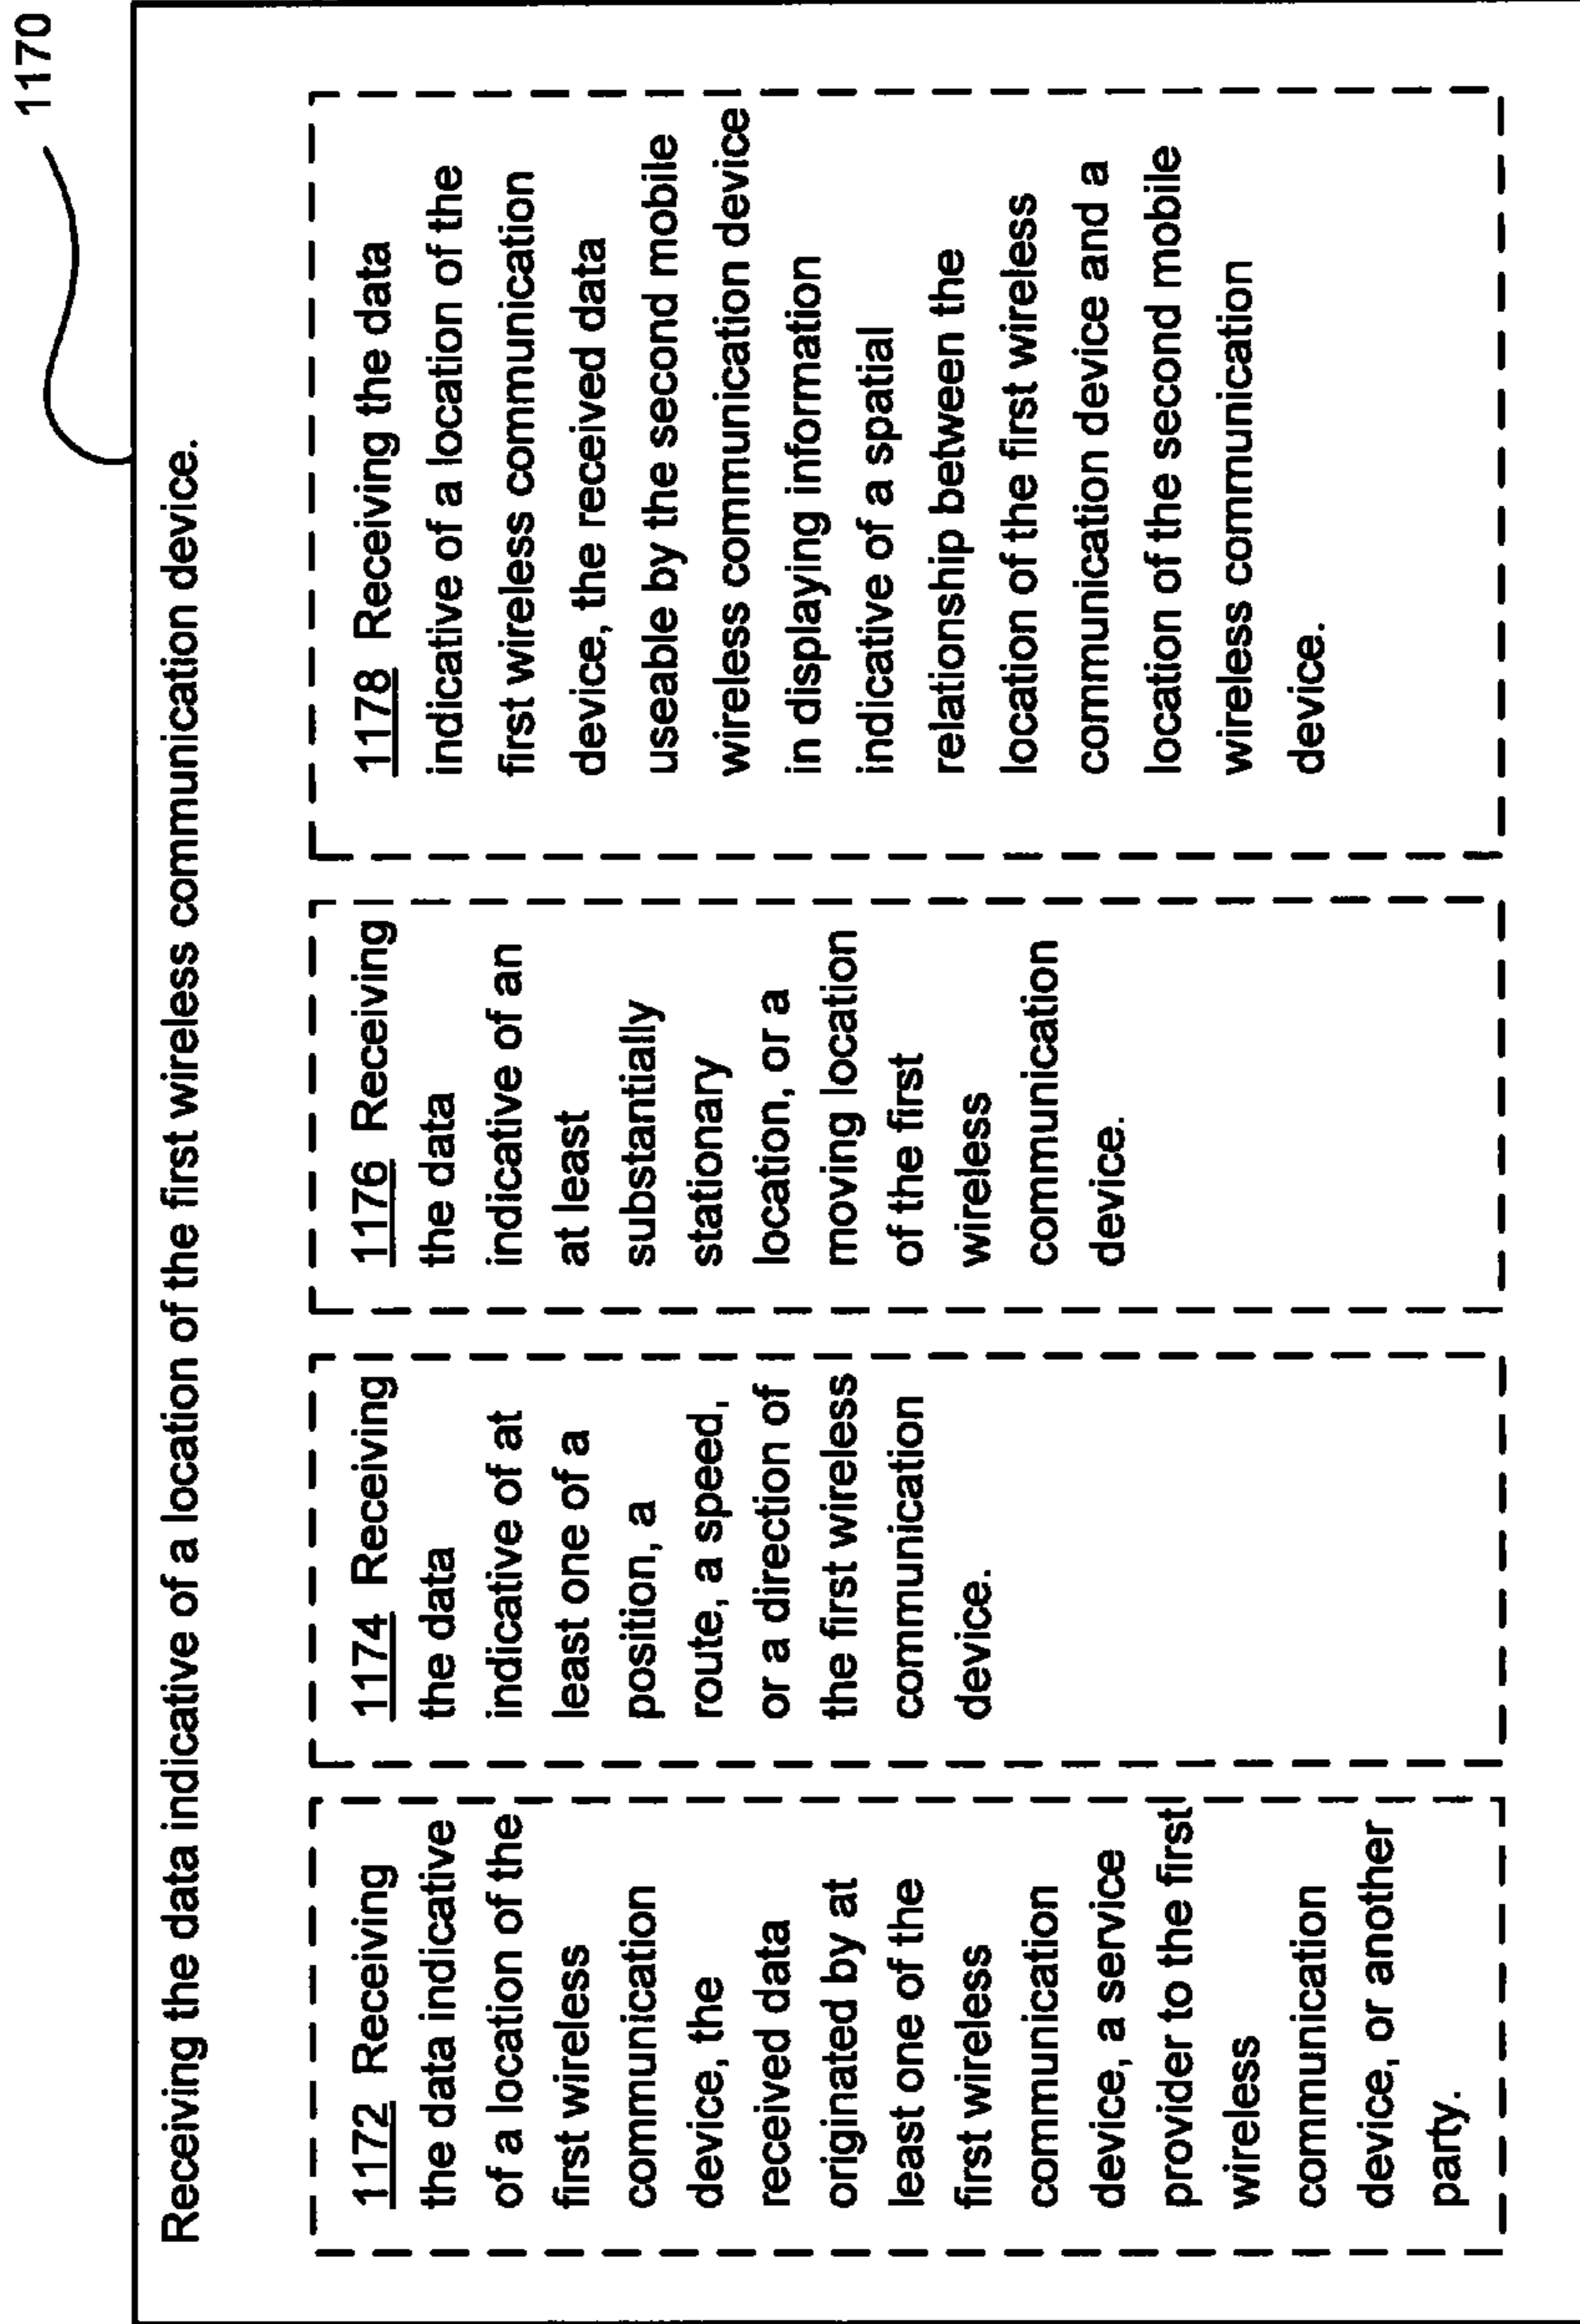 1170
Receiving the data indicative of a location of the first wireless communication device.
1172 Receiving
the data indicative
of a location of the
first wireless
communication
device, the
received data
originated by at
least one of the
first wireless
communication
device, a service
provider to the first
wireless
communication
device, or another
party.
1174 Receiving
the data
indicative of at
least one of a
position, a
route, a speed,
or a direction of
the first wireless
communication
device.
1176 Receiving
the data
indicative of an
at least
substantially
stationary
location, or a
moving location
of the first
wireless
communication
device.
1178 Receiving the data
indicative of a location of the
first wireless communication
device, the received data
useable by the second mobile
wireless communication device
in displaying information
indicative of a spatial
relationship between the
location of the first wireless
communication device and a
location of the second mobile
wireless communication
device.